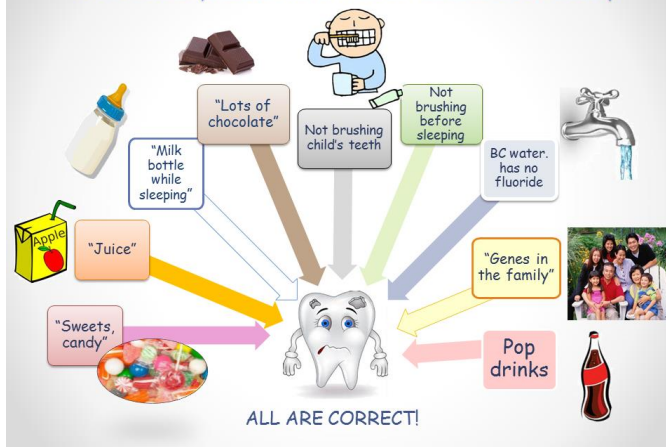 "Lots of
chocolate"
Not brushing
child's teeth
Not
brushing
before
sleeping
"Milk
bottle
while
sleeping"
BC water.
has no
fluoride
Apple
"Juice"
"Genes in
the family"
"Sweets,
candy"
Pop
drinks
ALL ARE CORRECT!